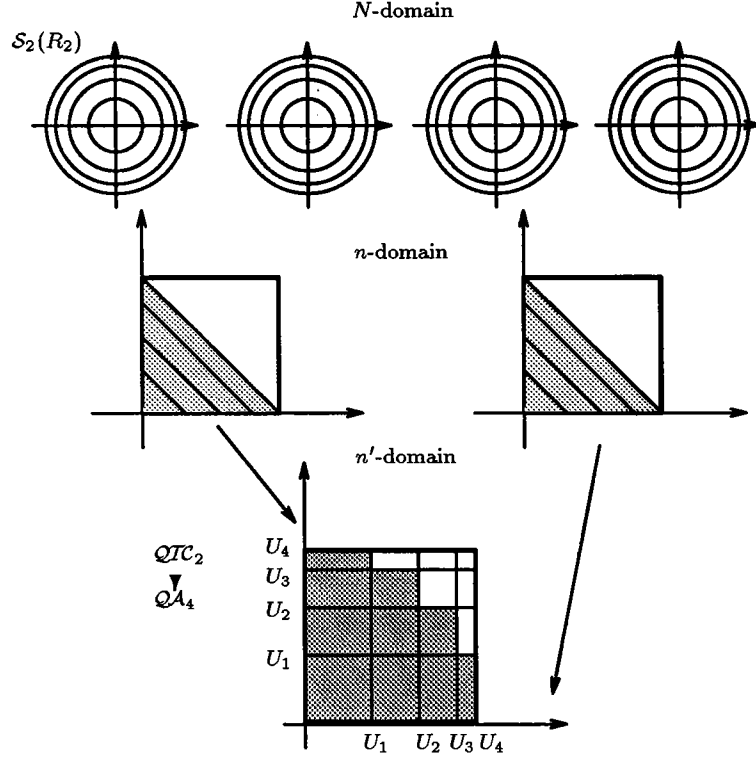 N-domain
𝒮₂(R₂)
n-domain
n′-domain
𝒬𝒯𝒞₂
𝒬𝒜₄
U₄
U₃
U₂
U₁
U₁ U₂ U₃ U₄